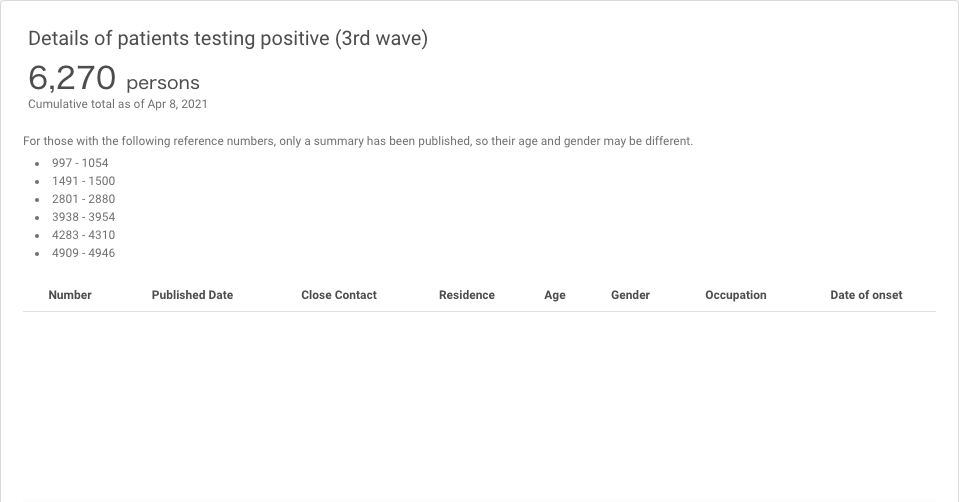 Details of patients testing positive (3rd wave)
6,270 persons
Cumulative total as of Apr 8, 2021
For those with the following reference numbers, only a summary has been published, so their age and gender may be different.
• 997 - 1054
• 1491 - 1500
• 2801 - 2880
• 3938 - 3954
• 4283 - 4310
• 4909 - 4946
Number Published Date Close Contact Residence Age Gender Occupation Date of onset